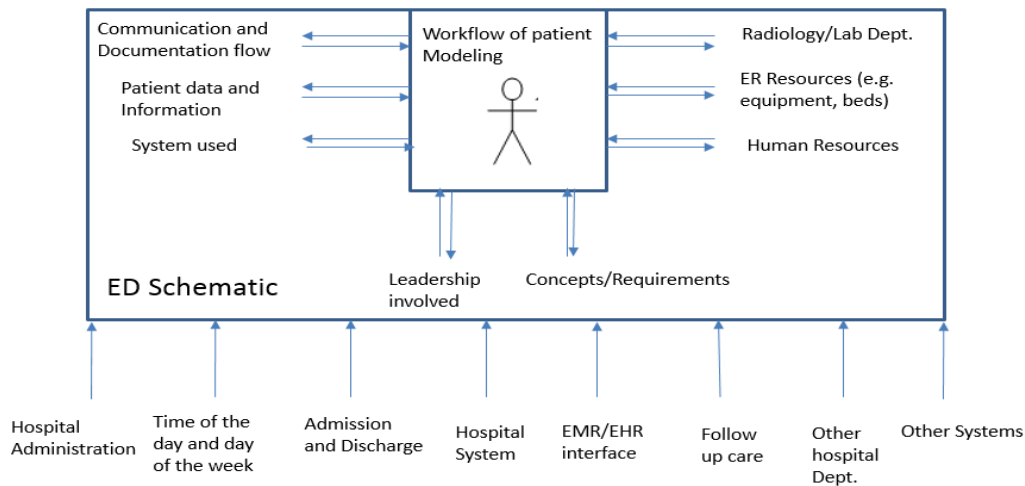 Communication and
Documentation flow
Workflow of patient
Modeling
Radiology/Lab Dept.
Patient data and
Information
ER Resources (e.g.
equipment, beds)
System used
Human Resources
ED Schematic
Leadership
involved
Concepts/Requirements
Hospital
Administration
Time of the
day and day
of the week
Admission
and Discharge
Hospital
System
EMR/EHR
interface
Follow
up care
Other
hospital
Dept.
Other Systems